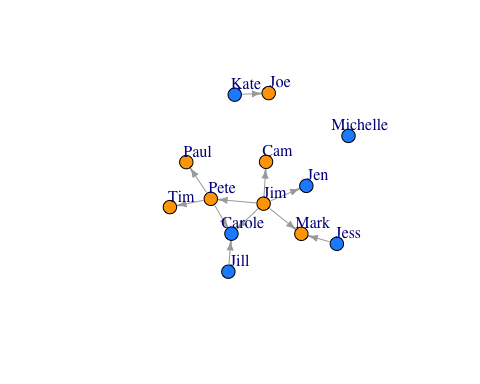 Kate
Joe
Michelle
Paul
Cam
Jen
Tim
Pete
Jim
Carole
Mark
Jess
Jill